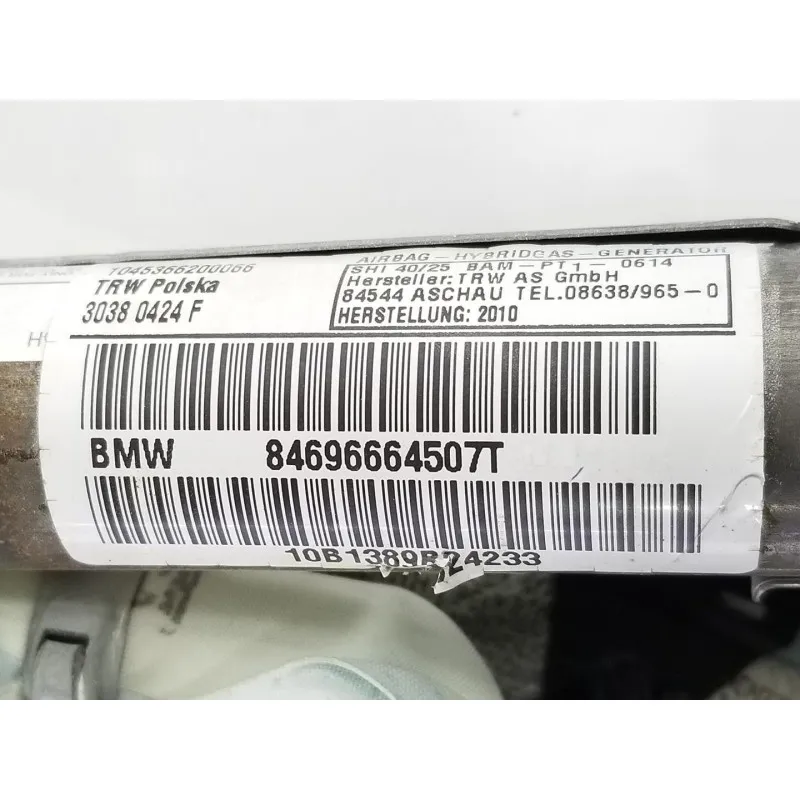 T045366200066
TRW Polska
3038 0424 F
AIRBAG-HYBRIDGAS-GENERATOR
SHI 40/25 BAM-PT1-0614
Hersteller:TRW AS GmbH
84544 ASCHAU TEL.08638/965-0
HERSTELLUNG: 2010
BMW 84696664507T
10B1389B24233